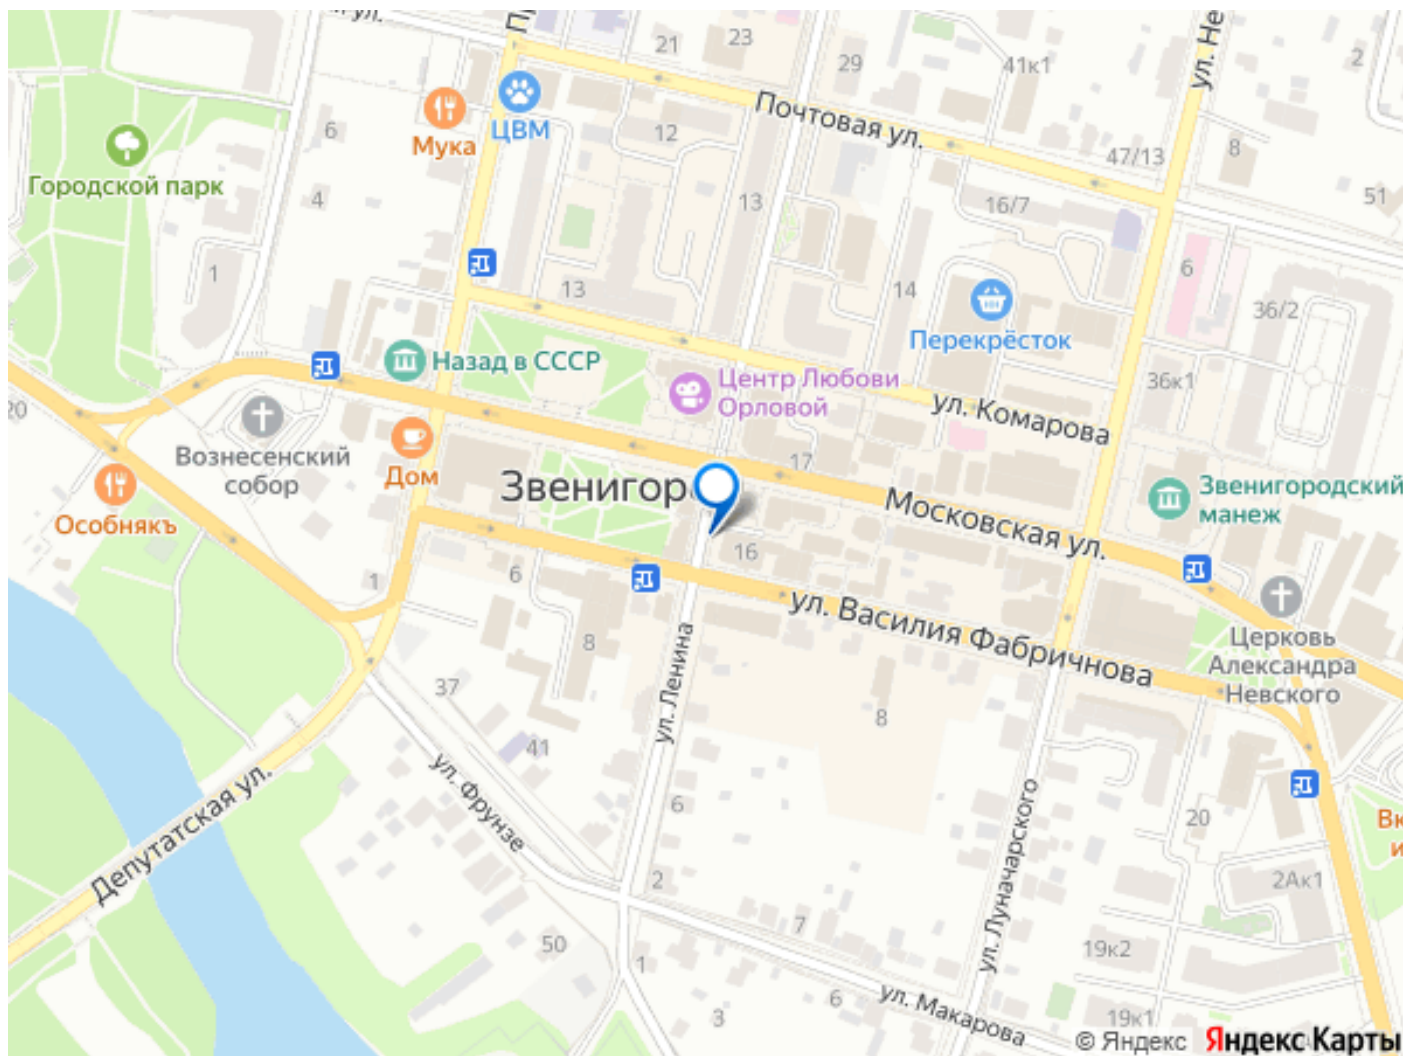 ул.
21
23
29
41к1
2
ул. Не
ЦВМ
Мука
6
12
Почтовая ул.
47/13
8
Городской парк
4
13
16/7
51
1
13
14
6
36/2
Перекрёсток
Назад в СССР
Центр Любови
Орловой
36к1
ул. Комарова
20
Вознесенский
собор
Дом
17
Звенигород
Звенигородский
манеж
Особнякъ
Московская ул.
16
1
6
8
ул. Василия Фабричнова
Церковь
Александра
Невского
ул. Ленина
37
8
41
ул. Фрунзе
Депутатская ул.
6
ул. Луначарского
20
2
2Ак1
7
50
19к2
1
3
6
ул. Макарова
19к1
© Яндекс Яндекс Карты